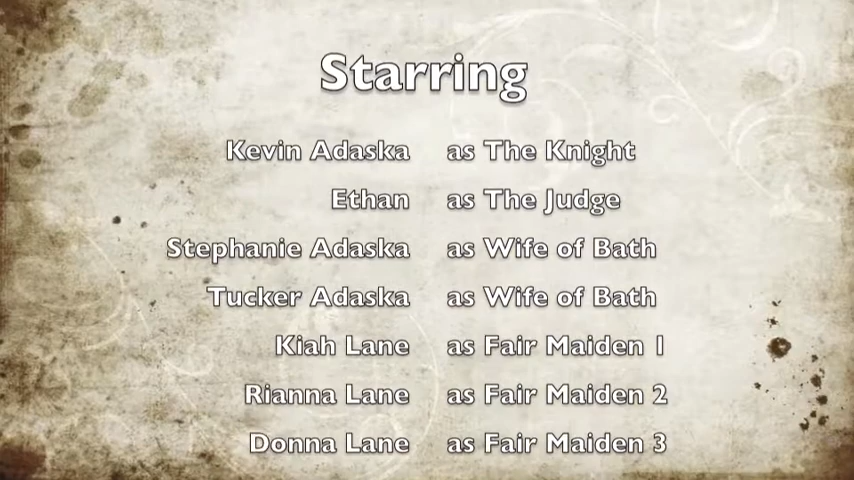 Starring
Kevin Adaska as The Knight
Ethan as The Judge
Stephanie Adaska as Wife of Bath
Tucker Adaska as Wife of Bath
Kiah Lane as Fair Maiden 1
Rianna Lane as Fair Maiden 2
Donna Lane as Fair Maiden 3